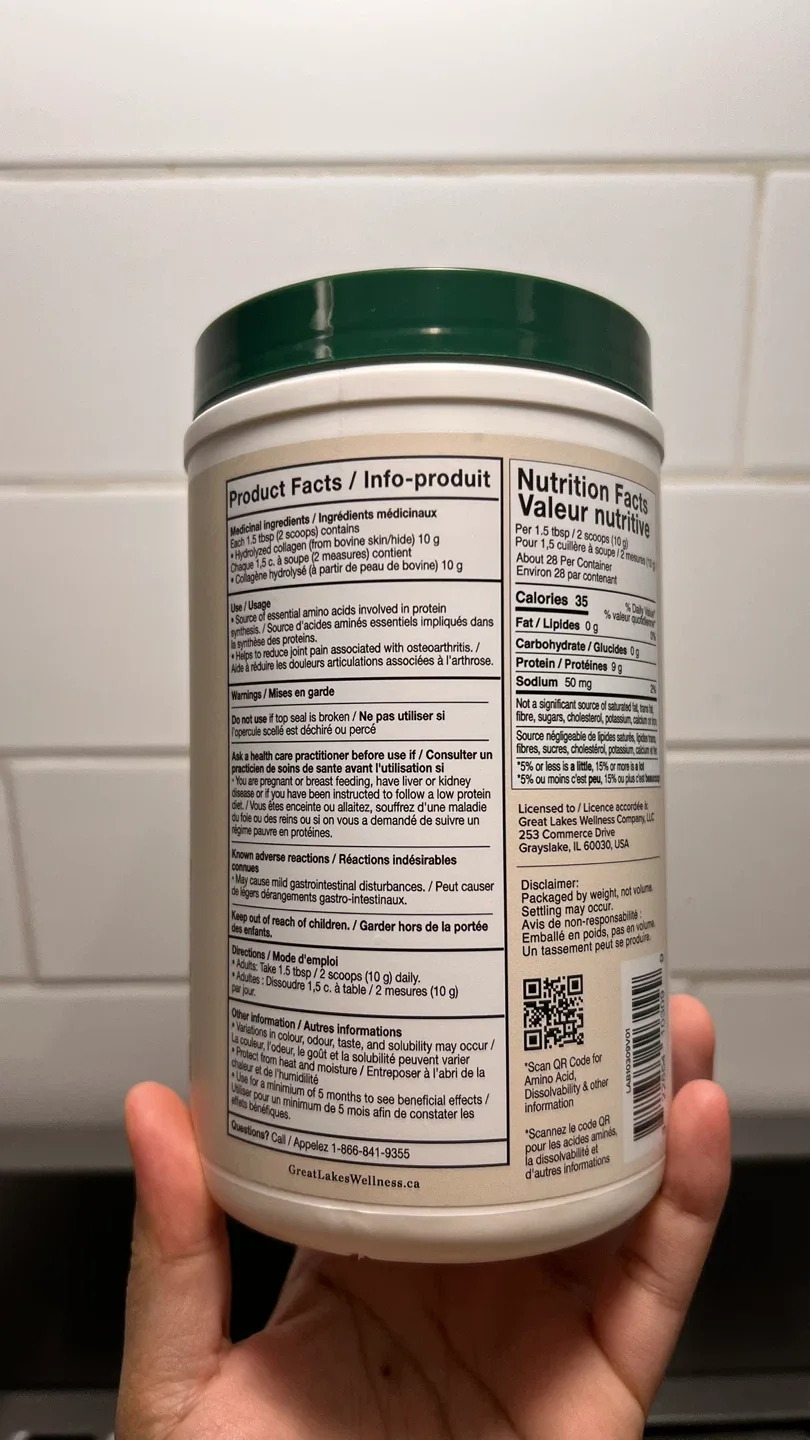 Product Facts / Info-produit
Medicinal ingredients / Ingrédients médicinaux
Each 1.5 tbsp (2 scoops) contains
• Hydrolyzed collagen (from bovine skin/hide) 10 g
Chaque 1,5 c. à soupe (2 measures) contient
• Collagène hydrolysé (à partir de peau de bovine) 10 g
Use / Usage
• Source of essential amino acids involved in protein
synthesis. / Source d'acides aminés essentiels impliqués dans
la synthèse des proteins.
• Helps to reduce joint pain associated with osteoarthritis. /
Aide à réduire les douleurs articulations associées à l'arthrose.
Warnings / Mises en garde
Do not use if top seal is broken / Ne pas utiliser si
l'opercule scellé est déchiré ou percé
Ask a health care practitioner before use if / Consulter un
practicien de soins de sante avant l'utilisation si
• You are pregnant or breast feeding, have liver or kidney
disease or if you have been instructed to follow a low protein
diet. / Vous êtes enceinte ou allaitez, souffrez d'une maladie
du foie ou des reins ou si on vous a demandé de suivre un
régime pauvre en protéines.
Known adverse reactions / Réactions indésirables
connues
• May cause mild gastrointestinal disturbances. / Peut causer
de légers dérangements gastro-intestinaux.
Keep out of reach of children. / Garder hors de la portée
des enfants.
Directions / Mode d'emploi
• Adults: Take 1.5 tbsp / 2 scoops (10 g) daily.
• Adultes : Dissoudre 1,5 c. à table / 2 mesures (10 g)
par jour.
Other information / Autres informations
• Variations in colour, odour, taste, and solubility may occur /
La couleur, l'odeur, le goût et la solubilité peuvent varier
• Protect from heat and moisture / Entreposer à l'abri de la
chaleur et de l'humidité
• Use for a minimum of 5 months to see beneficial effects /
Utiliser pour un minimum de 5 mois afin de constater les
effets bénéfiques.
Questions? Call / Appelez 1-866-841-9355
GreatLakesWellness.ca
Nutrition Facts
Valeur nutritive
Per 1.5 tbsp / 2 scoops (10 g)
Pour 1,5 cuillère à soupe / 2 mesures (10 g)
About 28 Per Container
Environ 28 par contenant
Calories 35
% Daily Value*
% valeur quotidienne*
Fat / Lipides 0 g 0%
Carbohydrate / Glucides 0 g
Protein / Protéines 9 g
Sodium 50 mg 2%
Not a significant source of saturated fat, trans fat,
fibre, sugars, cholesterol, potassium, calcium or
Source négligeable de lipides saturés, lipides trans,
fibres, sucres, cholestérol, potassium, calcium et
*5% or less is a little, 15% or more is a lot
*5% ou moins c'est peu, 15% ou plus c'est beaucoup
Licensed to / Licence accordée à:
Great Lakes Wellness Company, LLC
253 Commerce Drive
Grayslake, IL 60030, USA
Disclaimer:
Packaged by weight, not volume.
Settling may occur.
Avis de non-responsabilité :
Emballé en poids, pas en volume.
Un tassement peut se produire.
*Scan QR Code for
Amino Acid,
Dissolvability & other
information
*Scannez le code QR
pour les acides aminés,
la dissolvabilité et
d'autres informations
LAB10309V01